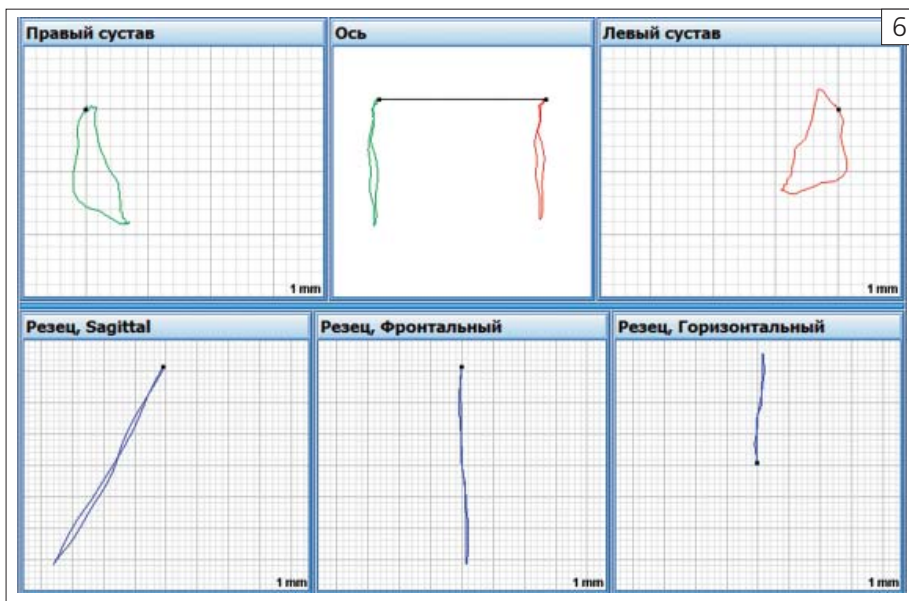 Правый сустав
Ось
Левый сустав
6
1 mm
1 mm
Резец, Sagittal
Резец, Фронтальный
Резец, Горизонтальный
1 mm
1 mm
1 mm